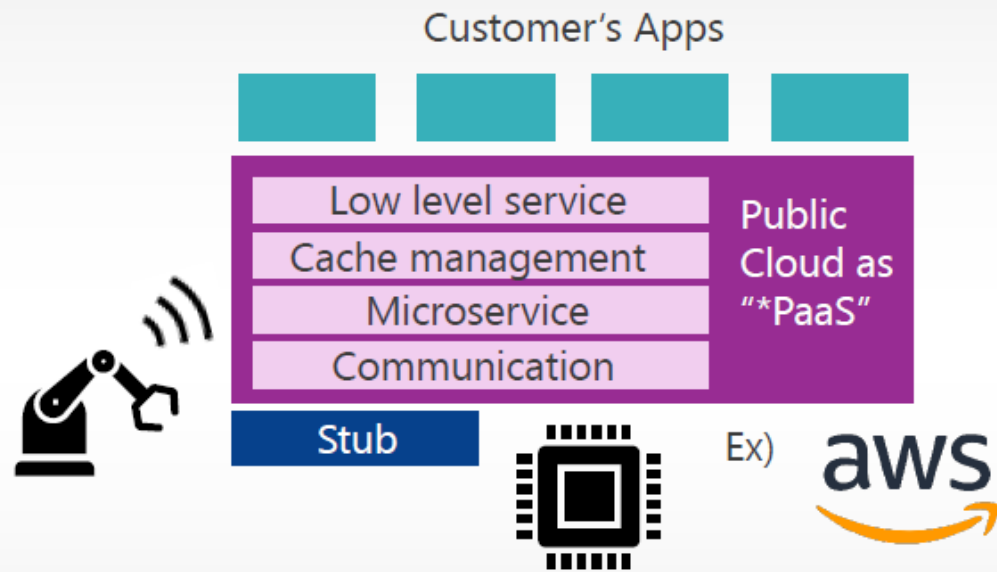 Customer's Apps
Low level service
Cache management
Microservice
Communication
Public
Cloud as
"*PaaS"
Stub
Ex)
aws